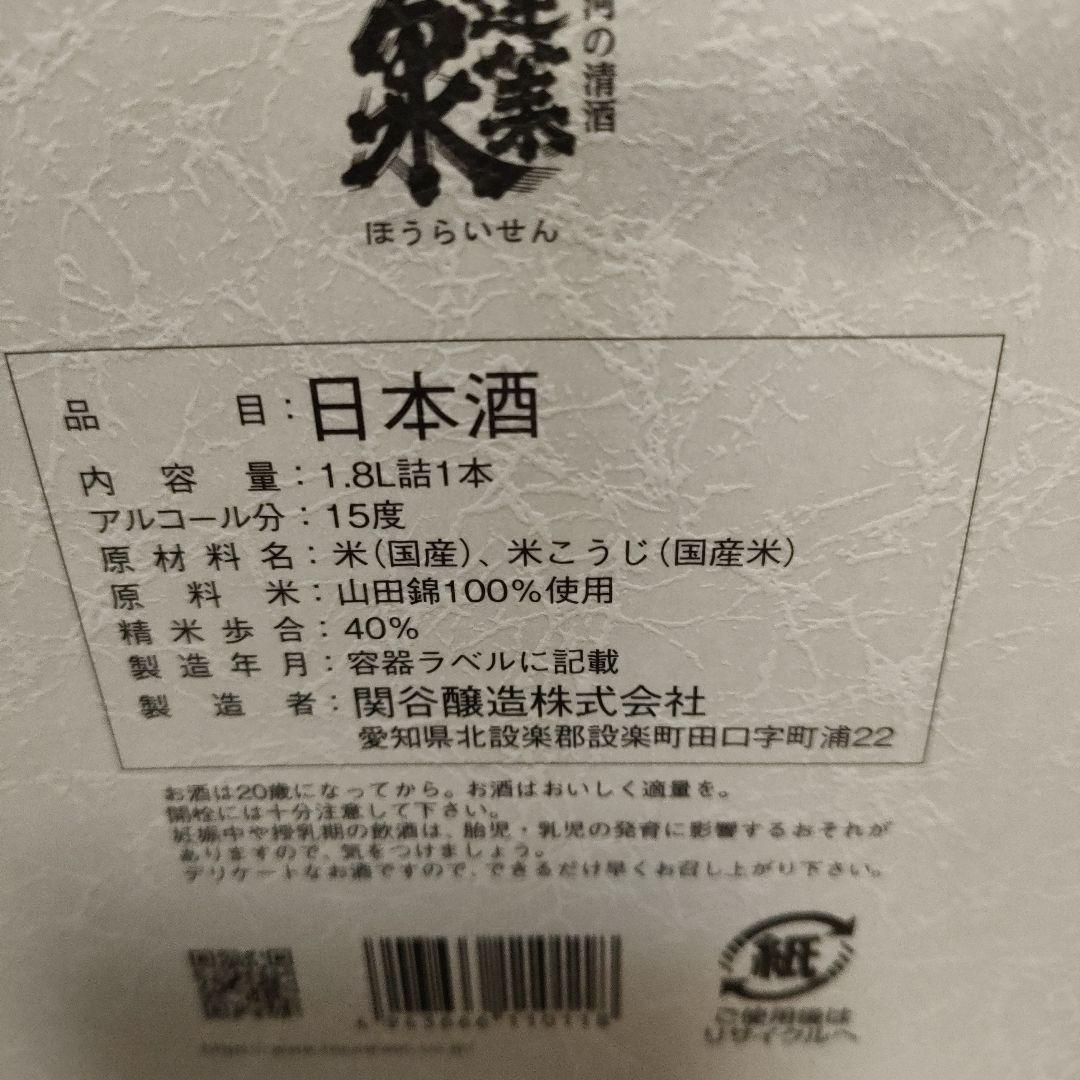 河の清酒
蓬莱
泉
ほうらいせん
品目：日本酒
内容量：1.8L詰1本
アルコール分：15度
原材料名：米（国産）、米こうじ（国産米）
原料米：山田錦100%使用
精米歩合：40%
製造年月：容器ラベルに記載
製造者：関谷醸造株式会社
愛知県北設楽郡設楽町田口字町浦22
お酒は20歳になってから。お酒はおいしく適量を。
開栓には十分注意して下さい。
妊娠中や授乳期の飲酒は、胎児・乳児の発育に影響するおそれが
ありますので、気をつけましょう。
デリケートなお酒ですので、できるだけ早くお召し上がり下さい。
紙
ご使用後は
リサイクルへ